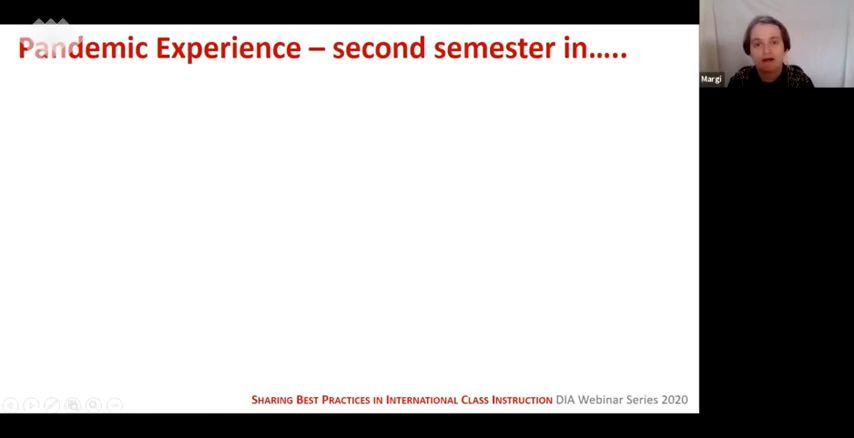 Pandemic Experience – second semester in…..
Margi
SHARING BEST PRACTICES IN INTERNATIONAL CLASS INSTRUCTION DIA Webinar Series 2020